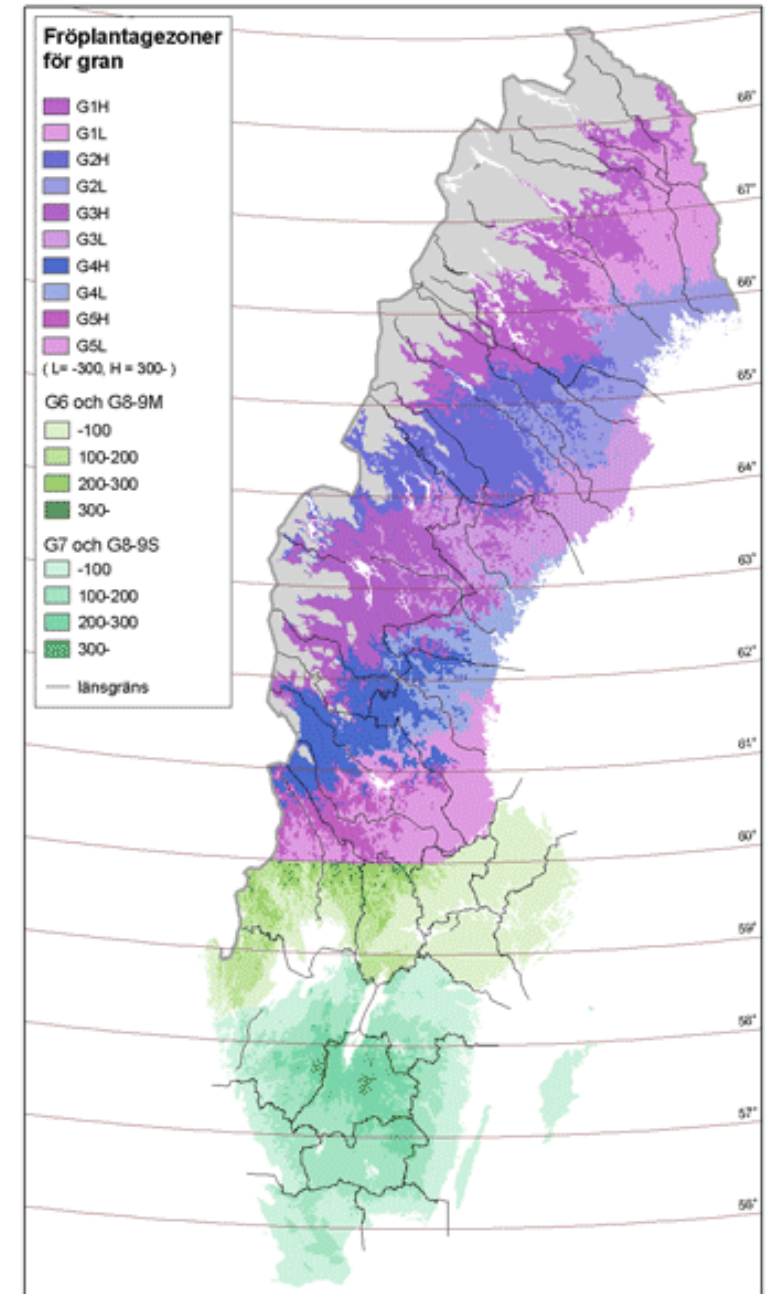 Fröplantagezoner
för gran
G1H
G1L
G2H
G2L
G3H
G3L
G4H
G4L
G5H
G5L
( L= -300, H = 300- )
G6 och G8-9M
-100
100-200
200-300
300-
G7 och G8-9S
-100
100-200
200-300
300-
länsgräns
68°
67°
66°
65°
64°
63°
62°
61°
60°
59°
58°
57°
56°